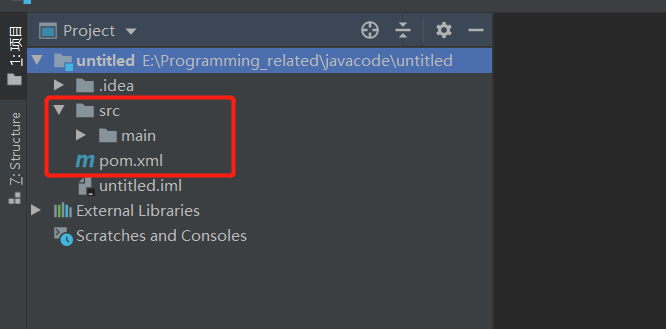 Project
1: 项目
untitled E:\Programming_related\javacode\untitled
.idea
src
main
pom.xml
untitled.iml
External Libraries
Scratches and Consoles
Z: Structure